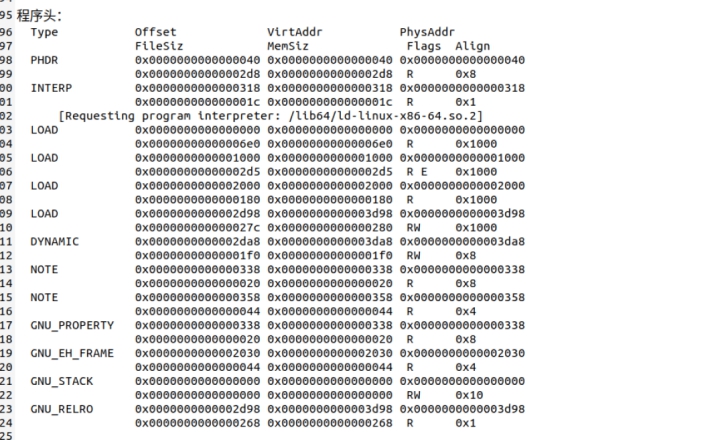 95 程序头:
96 Type Offset VirtAddr PhysAddr
97 FileSiz MemSiz Flags Align
98 PHDR 0x0000000000000040 0x0000000000000040 0x0000000000000040
99 0x00000000000002d8 0x00000000000002d8 R 0x8
00 INTERP 0x0000000000000318 0x0000000000000318 0x0000000000000318
01 0x000000000000001c 0x000000000000001c R 0x1
02 [Requesting program interpreter: /lib64/ld-linux-x86-64.so.2]
03 LOAD 0x0000000000000000 0x0000000000000000 0x0000000000000000
04 0x00000000000006e0 0x00000000000006e0 R 0x1000
05 LOAD 0x0000000000001000 0x0000000000001000 0x0000000000001000
06 0x00000000000002d5 0x00000000000002d5 R E 0x1000
07 LOAD 0x0000000000002000 0x0000000000002000 0x0000000000002000
08 0x0000000000000180 0x0000000000000180 R 0x1000
09 LOAD 0x0000000000002d98 0x0000000000003d98 0x0000000000003d98
10 0x000000000000027c 0x0000000000000280 RW 0x1000
11 DYNAMIC 0x0000000000002da8 0x0000000000003da8 0x0000000000003da8
12 0x00000000000001f0 0x00000000000001f0 RW 0x8
13 NOTE 0x0000000000000338 0x0000000000000338 0x0000000000000338
14 0x0000000000000020 0x0000000000000020 R 0x8
15 NOTE 0x0000000000000358 0x0000000000000358 0x0000000000000358
16 0x0000000000000044 0x0000000000000044 R 0x4
17 GNU_PROPERTY 0x0000000000000338 0x0000000000000338 0x0000000000000338
18 0x0000000000000020 0x0000000000000020 R 0x8
19 GNU_EH_FRAME 0x0000000000002030 0x0000000000002030 0x0000000000002030
20 0x0000000000000044 0x0000000000000044 R 0x4
21 GNU_STACK 0x0000000000000000 0x0000000000000000 0x0000000000000000
22 0x0000000000000000 0x0000000000000000 RW 0x10
23 GNU_RELRO 0x0000000000002d98 0x0000000000003d98 0x0000000000003d98
24 0x0000000000000268 0x0000000000000268 R 0x1
25